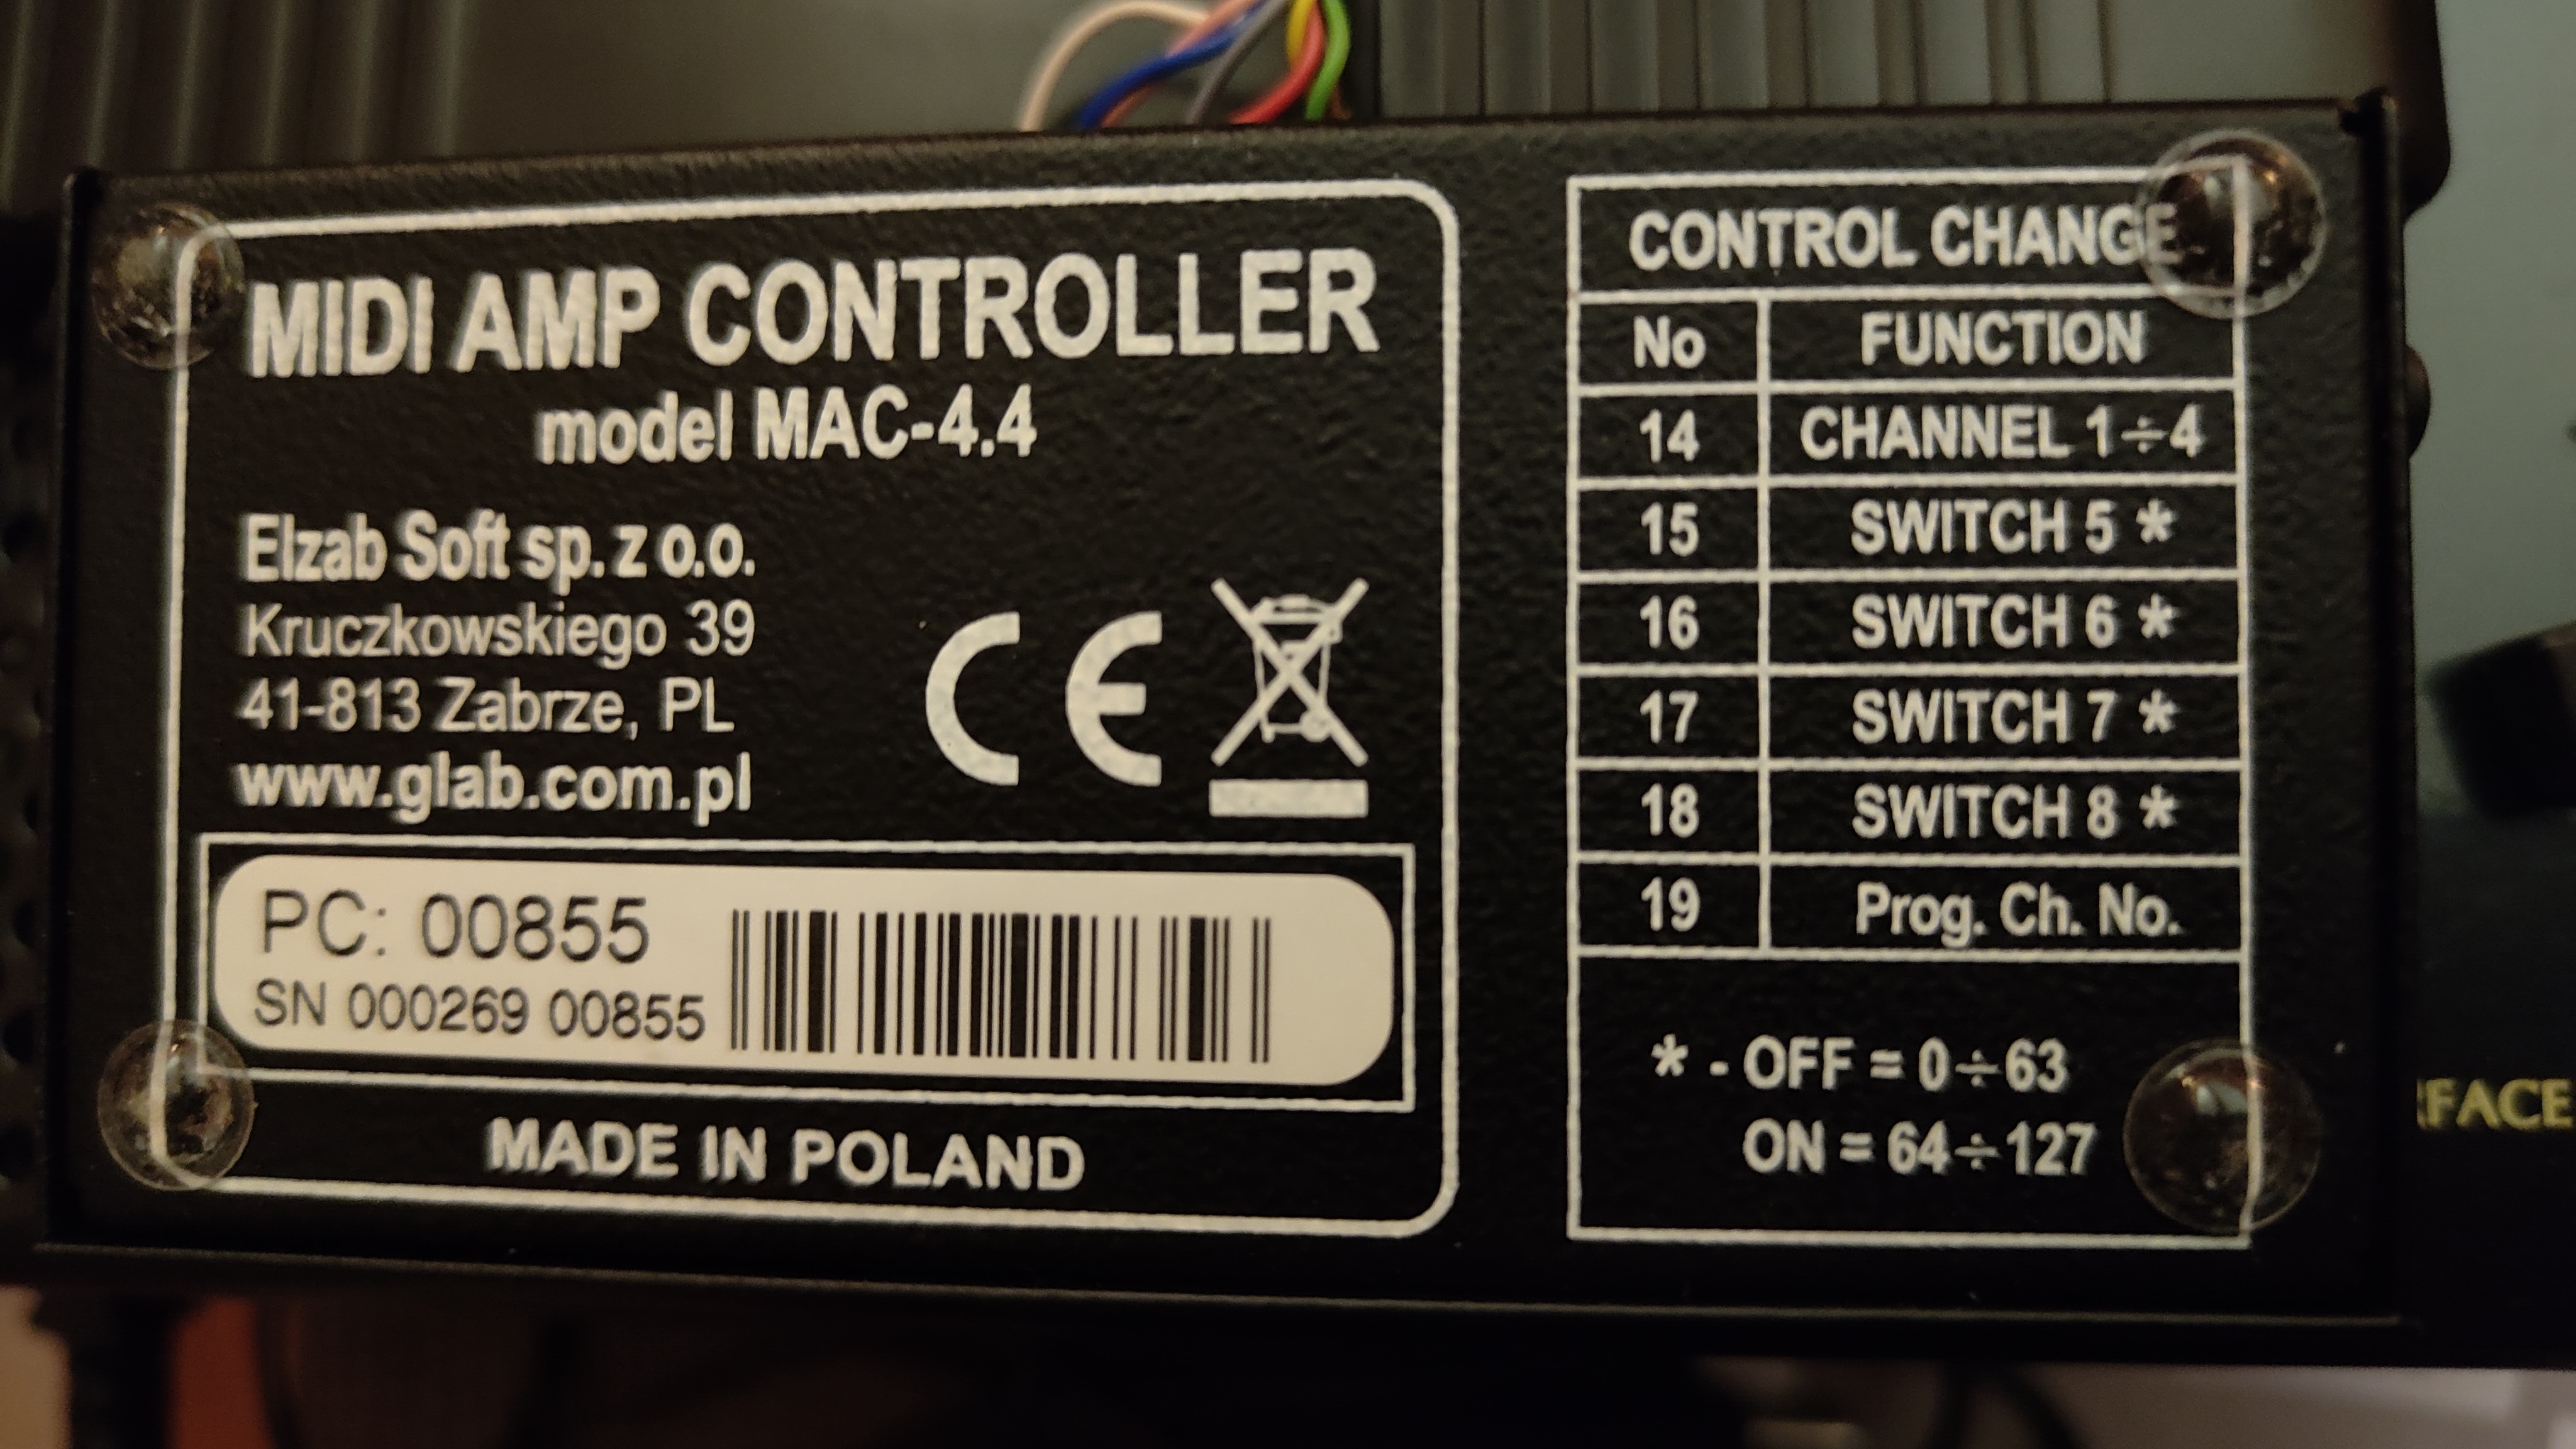 MIDI AMP CONTROLLER
model MAC-4.4
Elzab Soft sp. z o.o.
Kruczkowskiego 39
41-813 Zabrze, PL
www.glab.com.pl
CE
PC: 00855
SN 000269 00855
MADE IN POLAND
CONTROL CHANGE
No FUNCTION
14 CHANNEL 1÷4
15 SWITCH 5 *
16 SWITCH 6 *
17 SWITCH 7 *
18 SWITCH 8 *
19 Prog. Ch. No.
* - OFF = 0÷63
ON = 64÷127